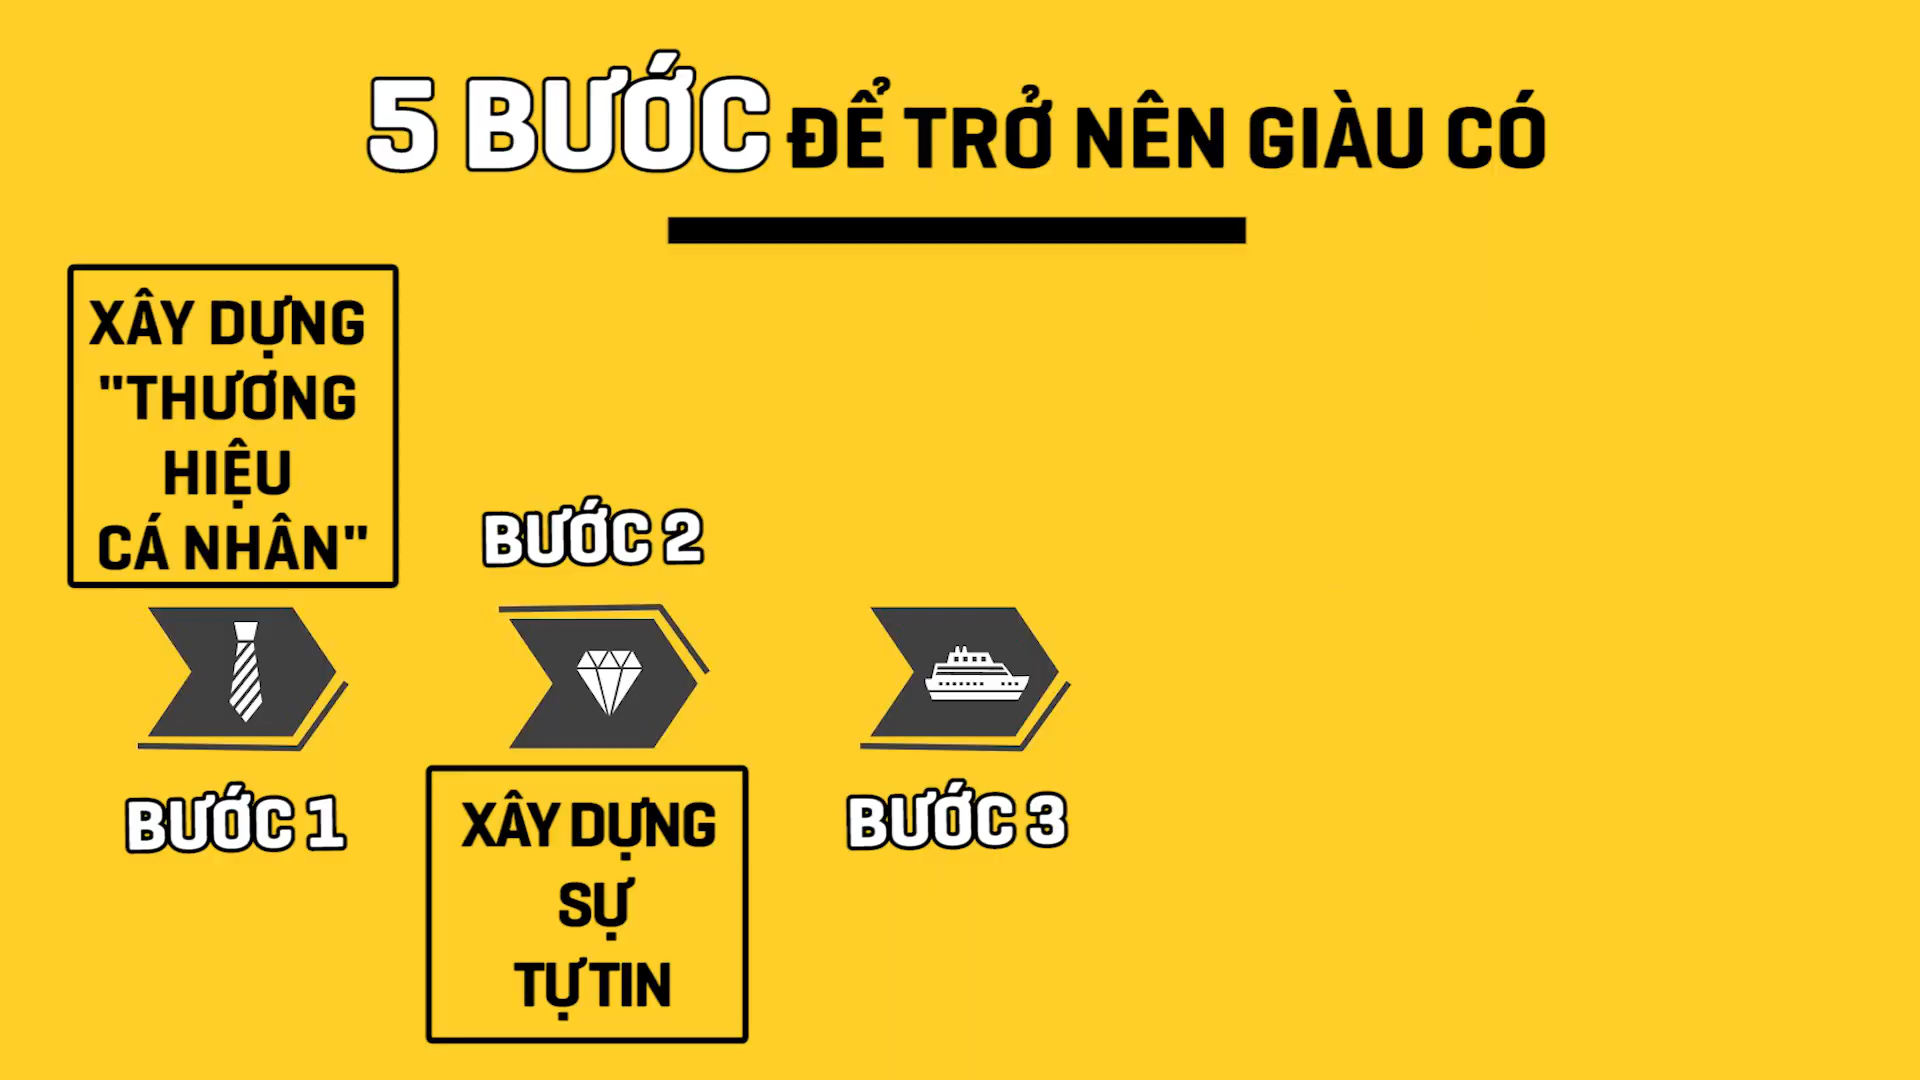 5 BƯỚC ĐỂ TRỞ NÊN GIÀU CÓ
XÂY DỰNG
"THƯƠNG
HIỆU
CÁ NHÂN"
BƯỚC 1
BƯỚC 2
XÂY DỰNG
SỰ
TỰ TIN
BƯỚC 3